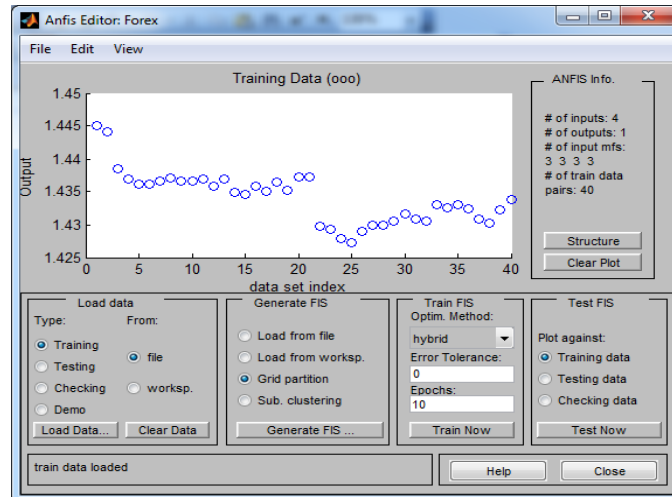 Anfis Editor: Forex
File Edit View
Training Data (ooo)
1.45
1.445
1.44
1.435
1.43
1.425
Output
0 5 10 15 20 25 30 35 40
data set index
ANFIS Info.
# of inputs: 4
# of outputs: 1
# of input mfs:
3 3 3 3
# of train data
pairs: 40
Structure
Clear Plot
Load data
Type: From:
Training
Testing
Checking
Demo
file
worksp.
Load Data... Clear Data
Generate FIS
Load from file
Load from worksp.
Grid partition
Sub. clustering
Generate FIS ...
Train FIS
Optim. Method:
hybrid
Error Tolerance:
0
Epochs:
10
Train Now
Test FIS
Plot against:
Training data
Testing data
Checking data
Test Now
train data loaded
Help Close